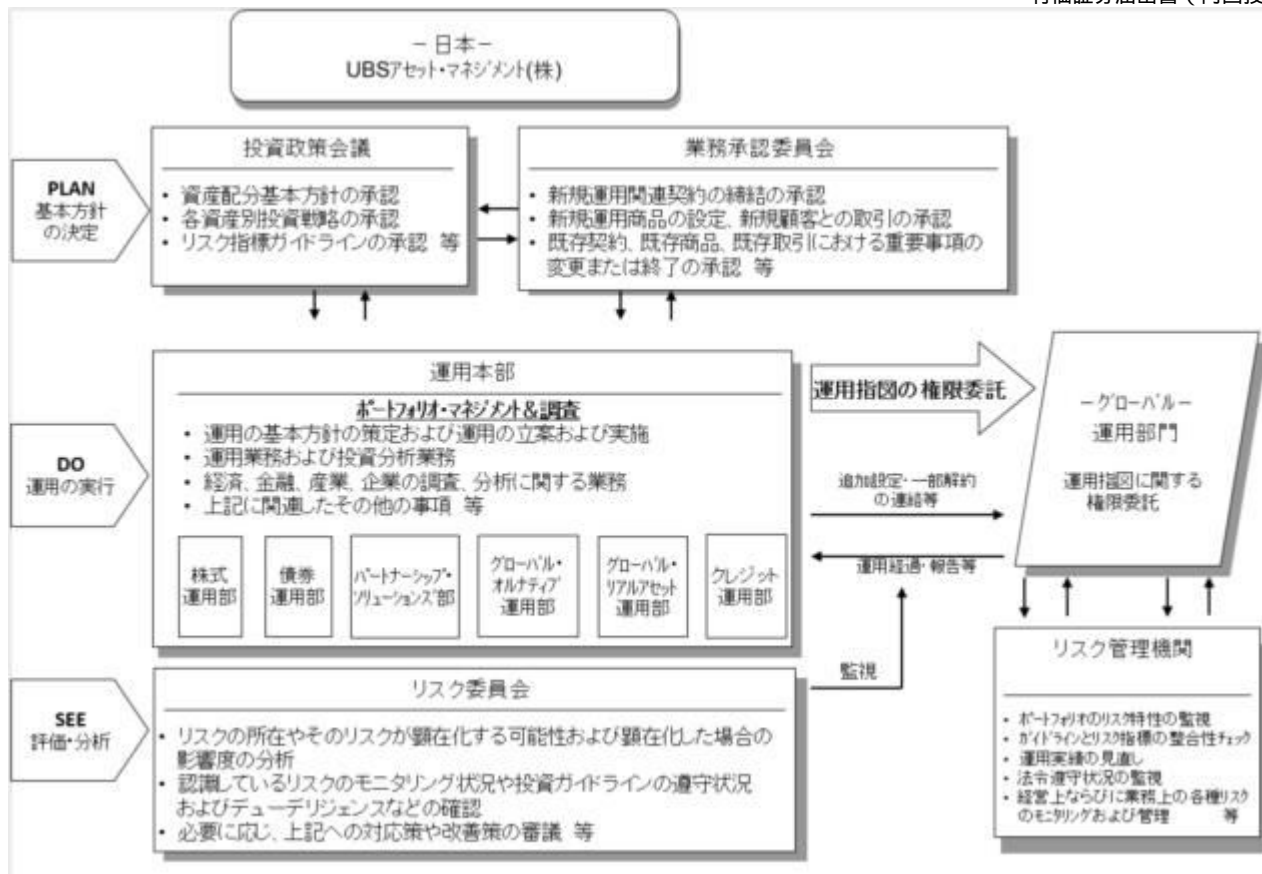 －日本－
UBSアセット・マネジメント(株)
PLAN
基本方針
の決定
投資政策会議
・ 資産配分基本方針の承認
・ 各資産別投資戦略の承認
・ リスク指標ガイドラインの承認 等
業務承認委員会
・ 新規運用関連契約の締結の承認
・ 新規運用商品の設定、新規顧客との取引の承認
・ 既存契約、既存商品、既存取引における重要事項の
変更または終了の承認 等
DO
運用の実行
運用本部
ポートフォリオ・マネジメント&調査
・ 運用の基本方針の策定および運用の立案および実施
・ 運用業務および投資分析業務
・ 経済、金融、産業、企業の調査、分析に関する業務
・ 上記に関連したその他の事項 等
株式
運用部
債券
運用部
パートナーシップ・
ソリューションズ部
グローバル・
オルナティブ
運用部
グローバル・
リアルアセット
運用部
クレジット
運用部
運用指図の権限委託
追加設定・一部解約
の連絡等
運用経過・報告等
監視
－グローバル－
運用部門
運用指図に関する
権限委託
SEE
評価・分析
リスク委員会
・ リスクの所在やそのリスクが顕在化する可能性および顕在化した場合の
影響度の分析
・ 認識しているリスクのモニタリング状況や投資ガイドラインの遵守状況
およびデューデリジェンスなどの確認
・ 必要に応じ、上記への対応策や改善策の審議 等
リスク管理機関
・ ポートフォリオのリスク特性の監視
・ ガイドラインとリスク指標の整合性チェック
・ 運用実績の見直し
・ 法令遵守状況の監視
・ 経営上ならびに業務上の各種リスク
のモニタリングおよび管理 等